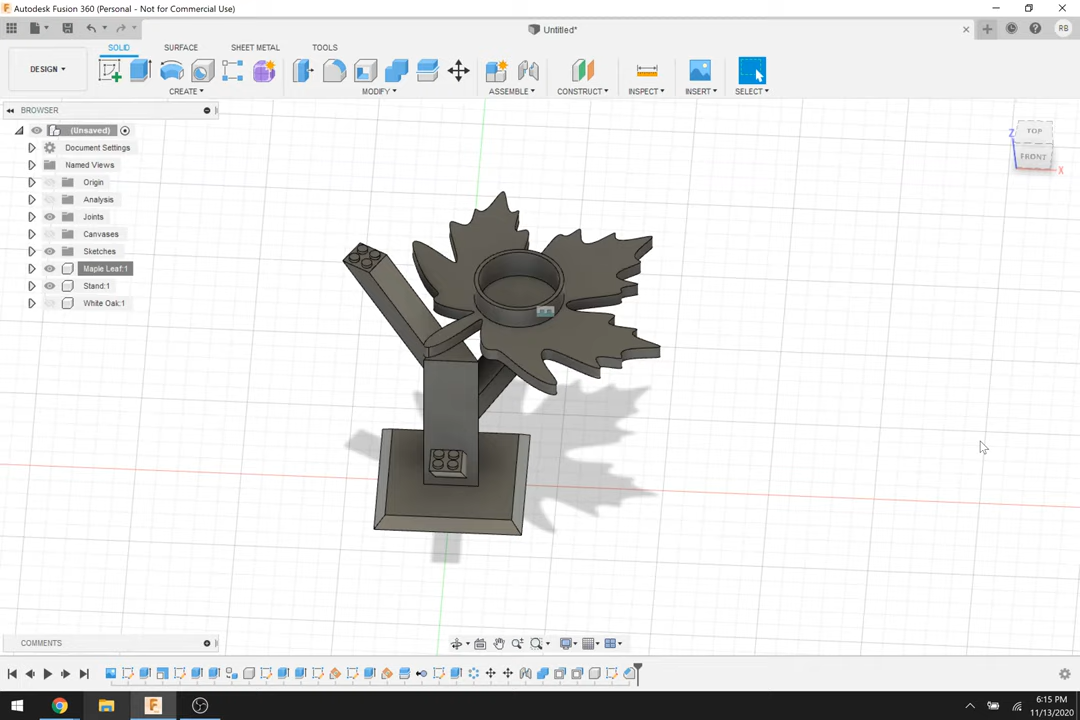 Autodesk Fusion 360 (Personal - Not for Commercial Use)
Untitled*
RB
SOLID SURFACE SHEET METAL TOOLS
DESIGN
CREATE MODIFY ASSEMBLE CONSTRUCT INSPECT INSERT SELECT
BROWSER
(Unsaved)
Document Settings
Named Views
Origin
Analysis
Joints
Canvases
Sketches
Maple Leaf:1
Stand:1
White Oak:1
TOP
FRONT
Z
X
COMMENTS
6:15 PM
11/13/2020